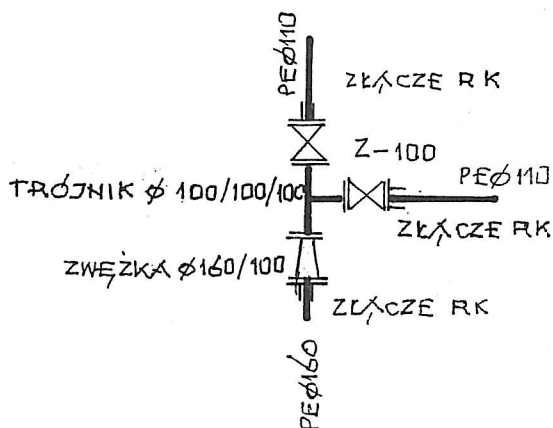 PEØ110
ZŁĄCZE RK
Z-100
TRÓJNIK Ø 100/100/100
PEØ110
ZŁĄCZE RK
ZWĘŻKA Ø160/100
ZŁĄCZE RK
PEØ160